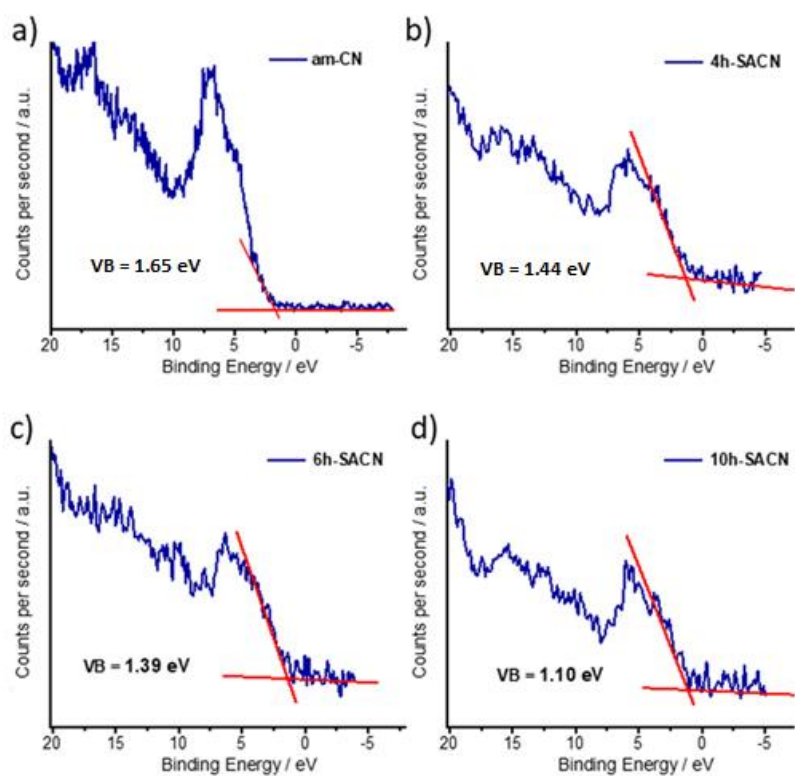 a)
am-CN
Counts per second / a.u.
VB = 1.65 eV
20 15 10 5 0 -5
Binding Energy / eV
b)
4h-SACN
Counts per second / a.u.
VB = 1.44 eV
20 15 10 5 0 -5
Binding Energy / eV
c)
6h-SACN
Counts per second / a.u.
VB = 1.39 eV
20 15 10 5 0 -5
Binding Energy / eV
d)
10h-SACN
Counts per second / a.u.
VB = 1.10 eV
20 15 10 5 0 -5
Binding Energy / eV